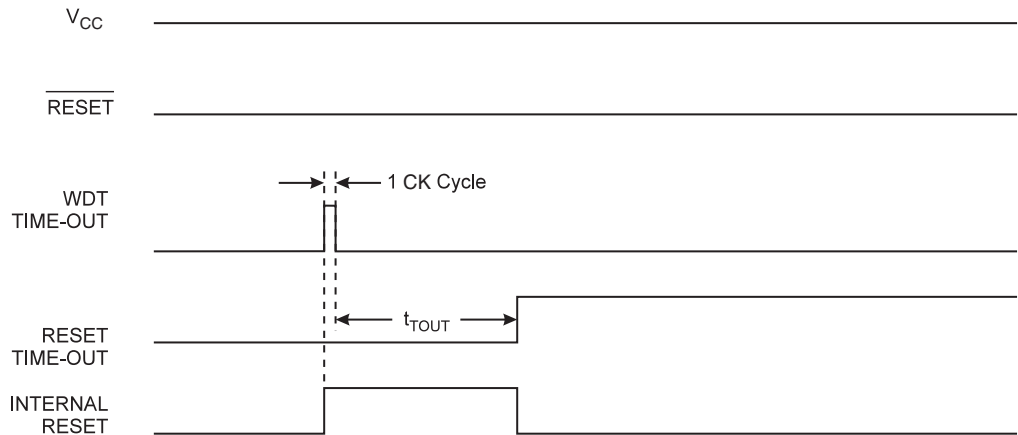 VCC
RESET
1 CK Cycle
WDT
TIME-OUT
tTOUT
RESET
TIME-OUT
INTERNAL
RESET